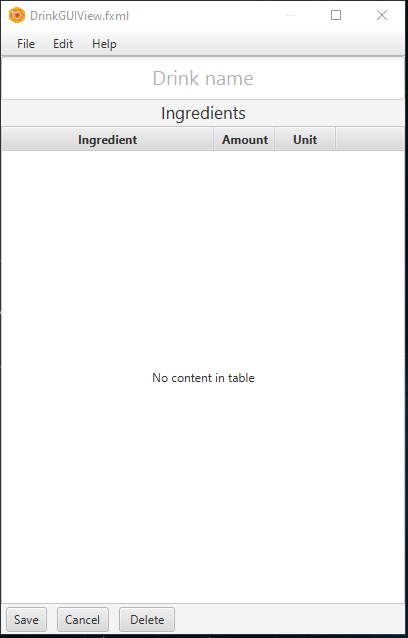 DrinkGUIView.fxml
File Edit Help
Drink name
Ingredients
Ingredient Amount Unit
No content in table
Save Cancel Delete